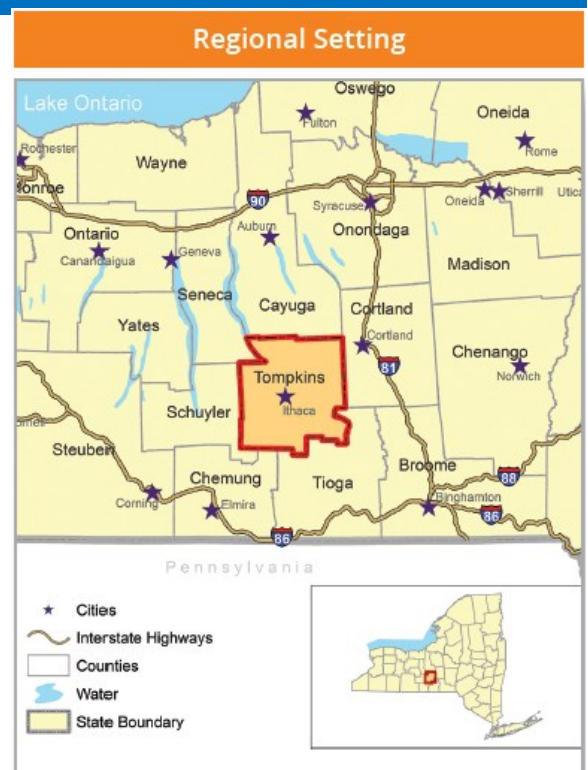 Regional Setting
Oswego
Lake Ontario
Oneida
Fulton
Rome
Rochester
Wayne
onroe
90
Oneida
Sherrill
Utic
Syracuse
Auburn
Ontario
Onondaga
Geneva
Canandaigua
Madison
Seneca
Cayuga
Cortland
Yates
Cortland
Chenango
81
Tompkins
Norwich
Ithaca
Schuyler
Steuben
Broome
Chemung
Tioga
88
Corning
Elmira
Binghamton
86
86
Pennsylvania
Cities
Interstate Highways
Counties
Water
State Boundary